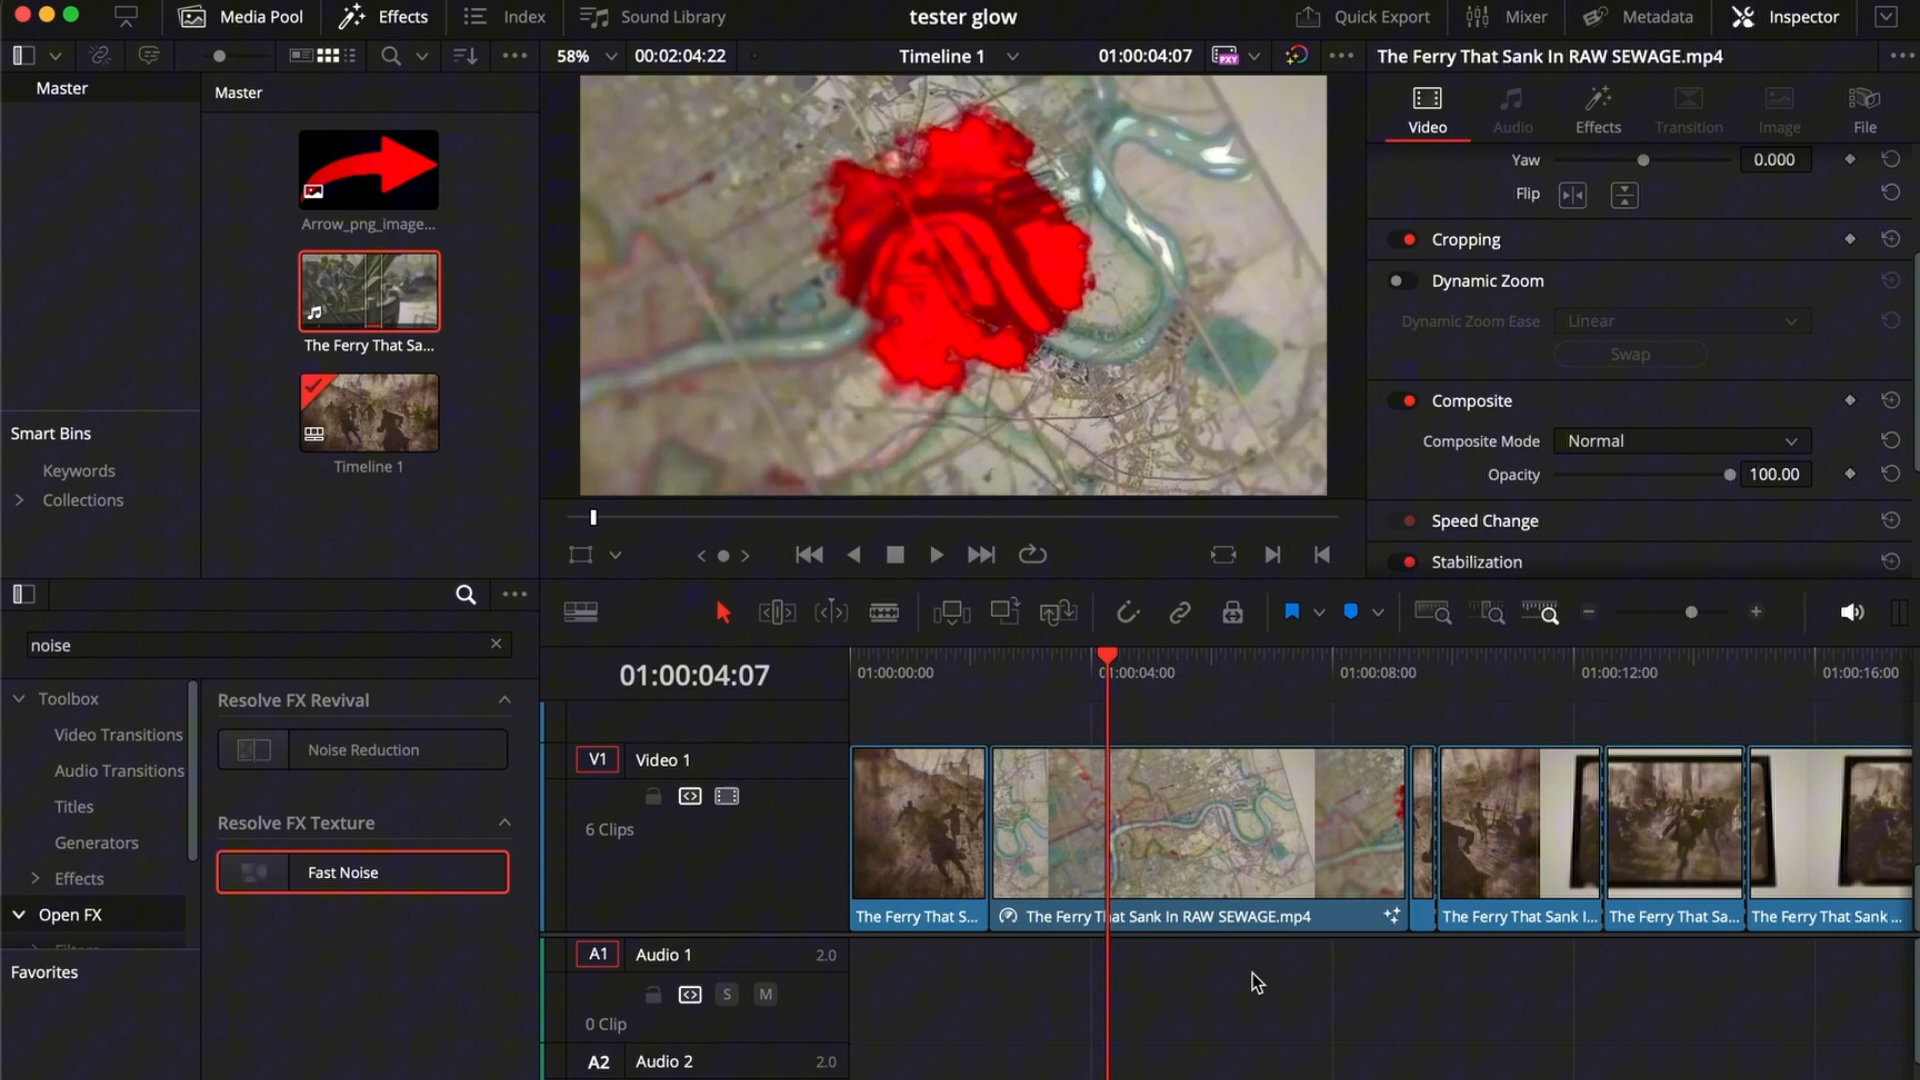 Media Pool
Effects
Index
Sound Library
tester glow
Quick Export
Mixer
Metadata
Inspector
58%
00:02:04:22
Timeline 1
01:00:04:07
PXY
The Ferry That Sank In RAW SEWAGE.mp4
Master
Master
Arrow_png_image...
The Ferry That Sa...
Timeline 1
Smart Bins
Keywords
Collections
Video
Audio
Effects
Transition
Image
File
Yaw
0.000
Flip
Cropping
Dynamic Zoom
Dynamic Zoom Ease
Linear
Swap
Composite
Composite Mode
Normal
Opacity
100.00
Speed Change
Stabilization
noise
Toolbox
Video Transitions
Audio Transitions
Titles
Generators
Effects
Open FX
Filters
Favorites
Resolve FX Revival
Noise Reduction
Resolve FX Texture
Fast Noise
01:00:04:07
01:00:00:00
01:00:04:00
01:00:08:00
01:00:12:00
01:00:16:00
V1
Video 1
6 Clips
The Ferry That S...
The Ferry That Sank In RAW SEWAGE.mp4
The Ferry That Sank I...
The Ferry That Sa...
The Ferry That Sank ...
A1
Audio 1
2.0
S
M
0 Clip
A2
Audio 2
2.0